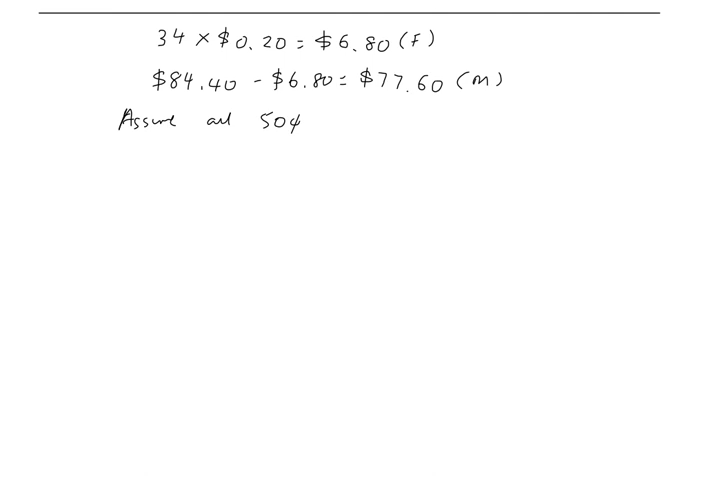 34 × $0.20 = $6.80 (F)
$84.40 - $6.80 = $77.60 (M)
Assume all 50¢